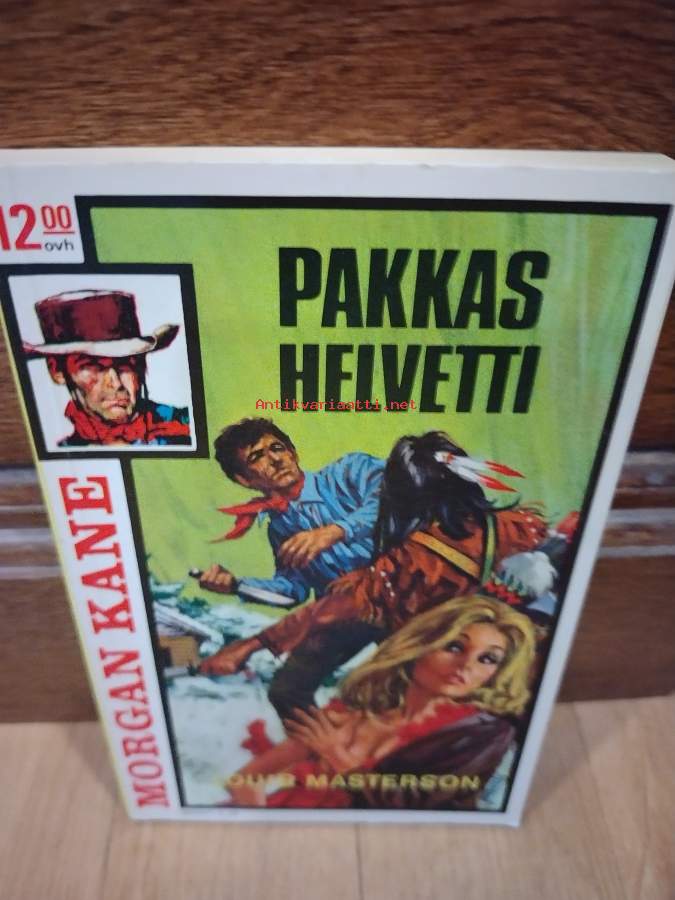 12 00
ovh
PAKKAS
HELVETTI
Antikvariaatti.net
MORGAN KANE
LOUIS MASTERSON